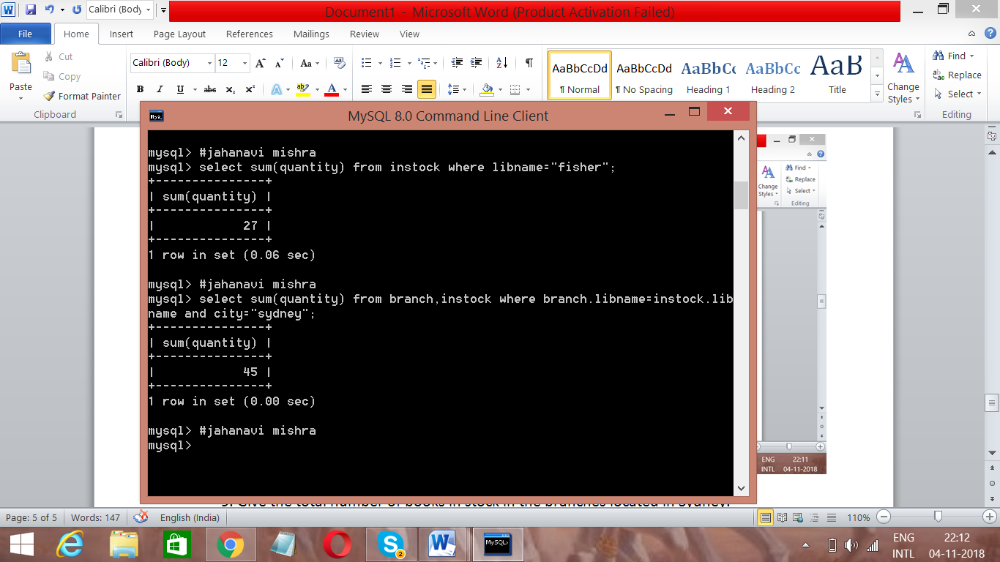 Calibri (Body
Document1 - Microsoft Word (Product Activation Failed)
File Home Insert Page Layout References Mailings Review View
Paste
Cut
Copy
Format Painter
Clipboard
Calibri (Body) 12
B I U abc x₂ x²
AaBbCcDd AaBbCcDd AaBbCc AaBbCc AaB
¶ Normal ¶ No Spacing Heading 1 Heading 2 Title
Change
Styles
Find
Replace
Select
Editing
MySQL 8.0 Command Line Client
mysql> #jahanavi mishra
mysql> select sum(quantity) from instock where libname="fisher";
+---------------+
| sum(quantity) |
+---------------+
|            27 |
+---------------+
1 row in set (0.06 sec)
mysql> #jahanavi mishra
mysql> select sum(quantity) from branch,instock where branch.libname=instock.lib
name and city="sydney";
+---------------+
| sum(quantity) |
+---------------+
|            45 |
+---------------+
1 row in set (0.00 sec)
mysql> #jahanavi mishra
mysql>
Change
Styles
Find
Replace
Select
Editing
ENG
INTL
22:11
04-11-2018
Give the total number of books in stock in the branches located in Sydney.
Page: 5 of 5 Words: 147 English (India) 110%
MySQL>
2
ENG
INTL
22:12
04-11-2018